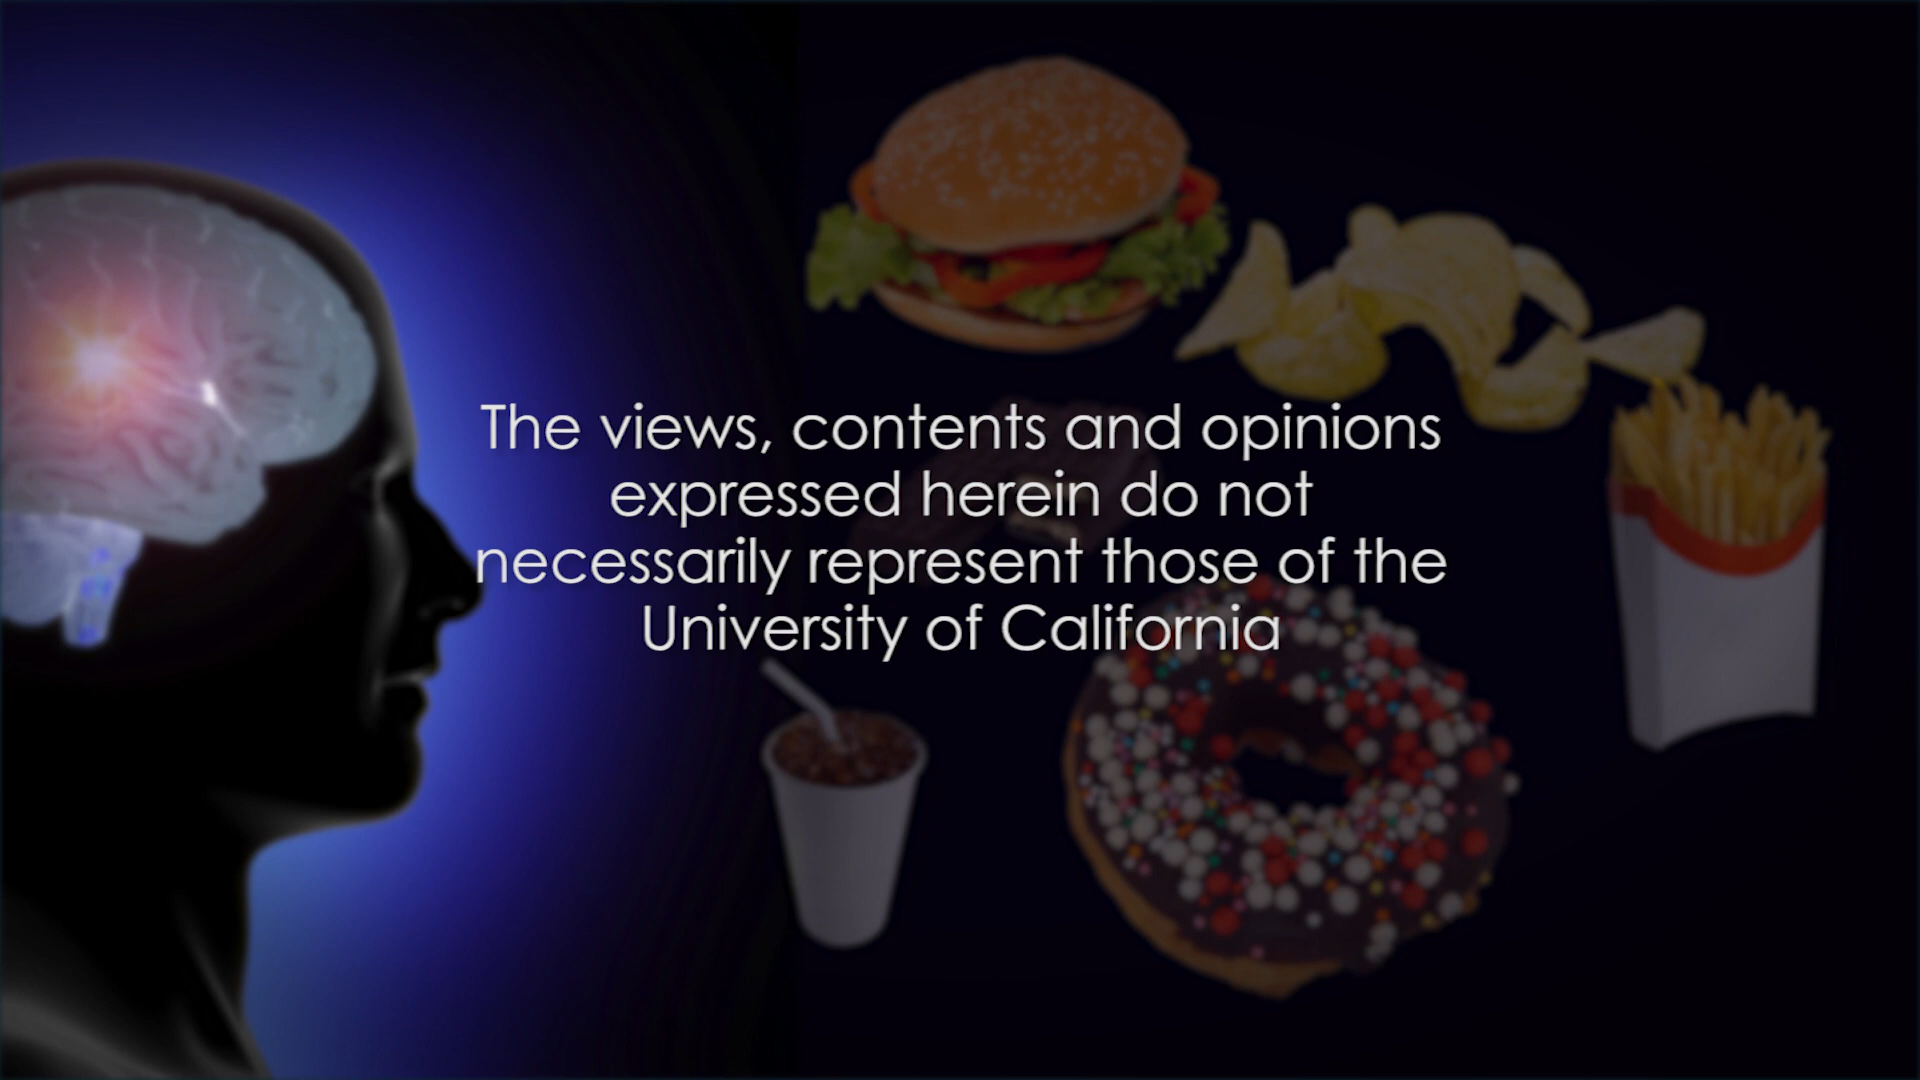 The views, contents and opinions
expressed herein do not
necessarily represent those of the
University of California